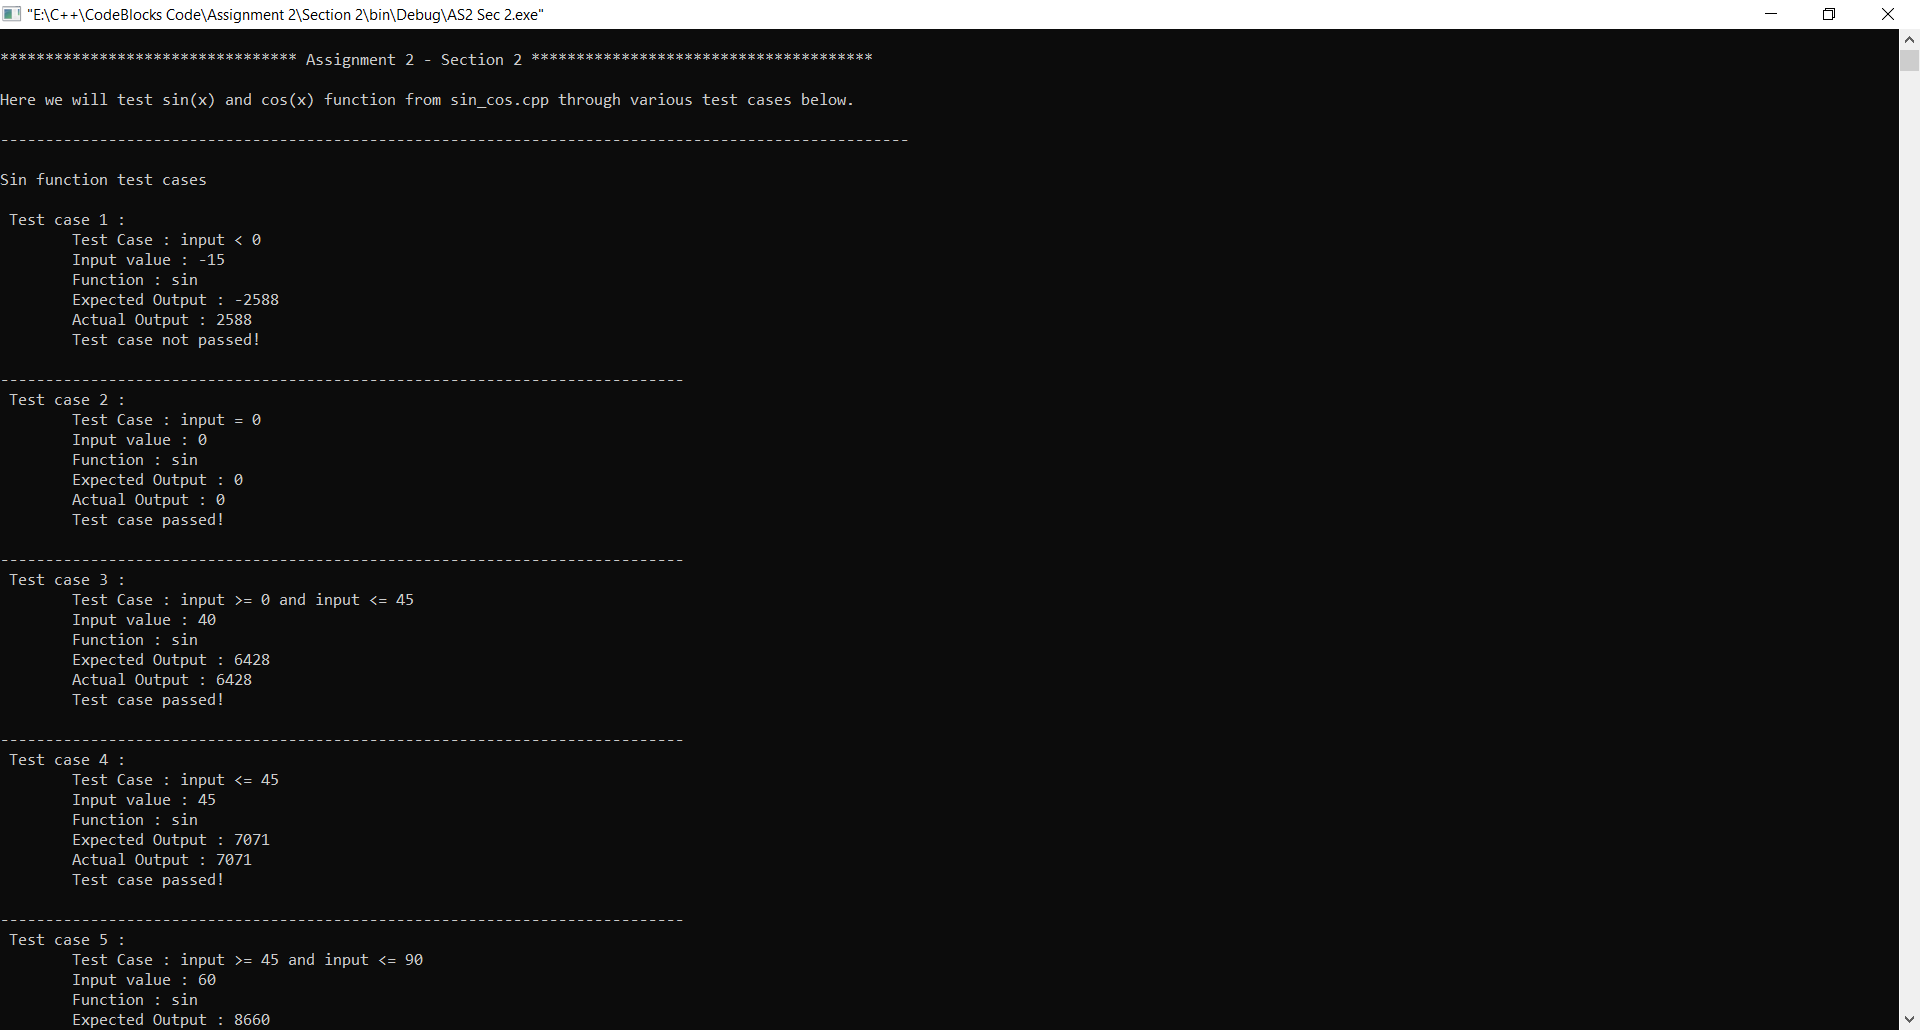 "E:\C++\CodeBlocks Code\Assignment 2\Section 2\bin\Debug\AS2 Sec 2.exe"
********************************* Assignment 2 - Section 2 **************************************
Here we will test sin(x) and cos(x) function from sin_cos.cpp through various test cases below.
-----------------------------------------------------------------------------------------------------
Sin function test cases
Test case 1 :
Test Case : input < 0
Input value : -15
Function : sin
Expected Output : -2588
Actual Output : 2588
Test case not passed!
----------------------------------------------------------------------------
Test case 2 :
Test Case : input = 0
Input value : 0
Function : sin
Expected Output : 0
Actual Output : 0
Test case passed!
----------------------------------------------------------------------------
Test case 3 :
Test Case : input >= 0 and input <= 45
Input value : 40
Function : sin
Expected Output : 6428
Actual Output : 6428
Test case passed!
----------------------------------------------------------------------------
Test case 4 :
Test Case : input <= 45
Input value : 45
Function : sin
Expected Output : 7071
Actual Output : 7071
Test case passed!
----------------------------------------------------------------------------
Test case 5 :
Test Case : input >= 45 and input <= 90
Input value : 60
Function : sin
Expected Output : 8660